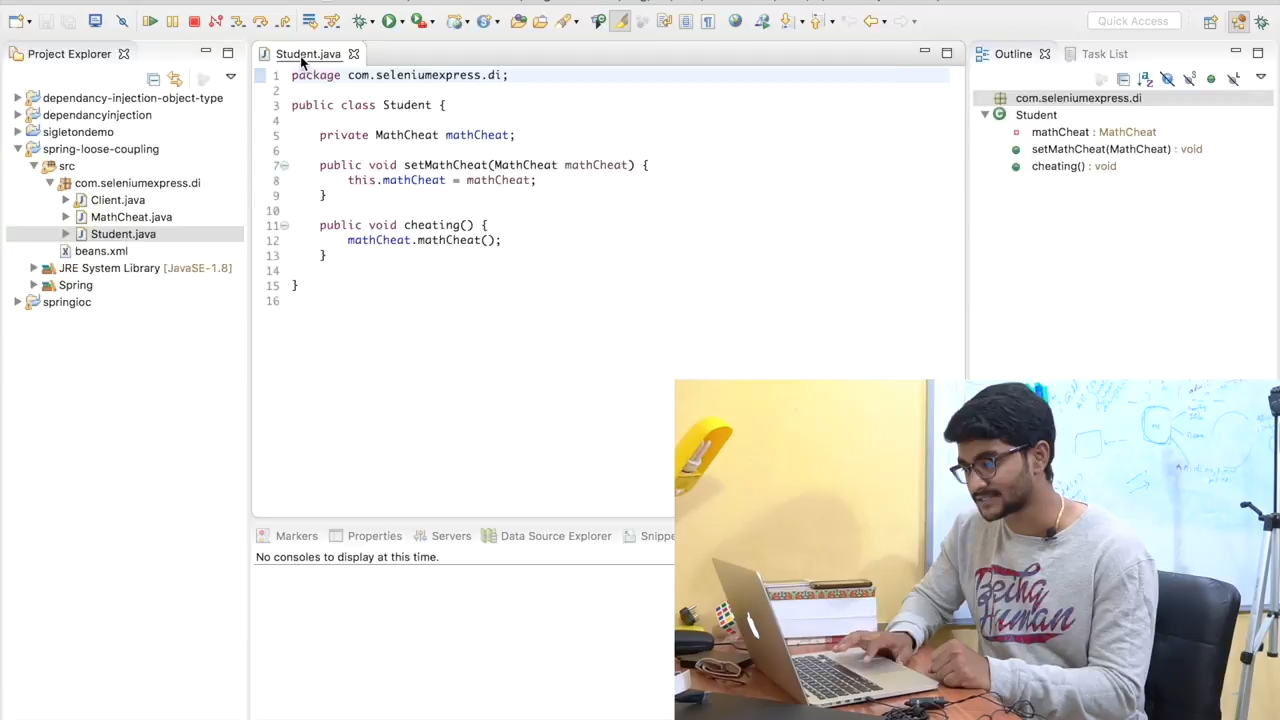 Quick Access
Project Explorer
dependancy-injection-object-type
dependancyinjection
sigletondemo
spring-loose-coupling
src
com.seleniumexpress.di
Client.java
MathCheat.java
Student.java
beans.xml
JRE System Library [JavaSE-1.8]
Spring
springioc
Student.java
1 package com.seleniumexpress.di;
2
3 public class Student {
4
5 private MathCheat mathCheat;
6
7 public void setMathCheat(MathCheat mathCheat) {
8 this.mathCheat = mathCheat;
9 }
10
11 public void cheating() {
12 mathCheat.mathCheat();
13 }
14
15 }
16
Outline Task List
com.seleniumexpress.di
Student
mathCheat : MathCheat
setMathCheat(MathCheat) : void
cheating() : void
Markers Properties Servers Data Source Explorer Snippe
No consoles to display at this time.
Being
Human